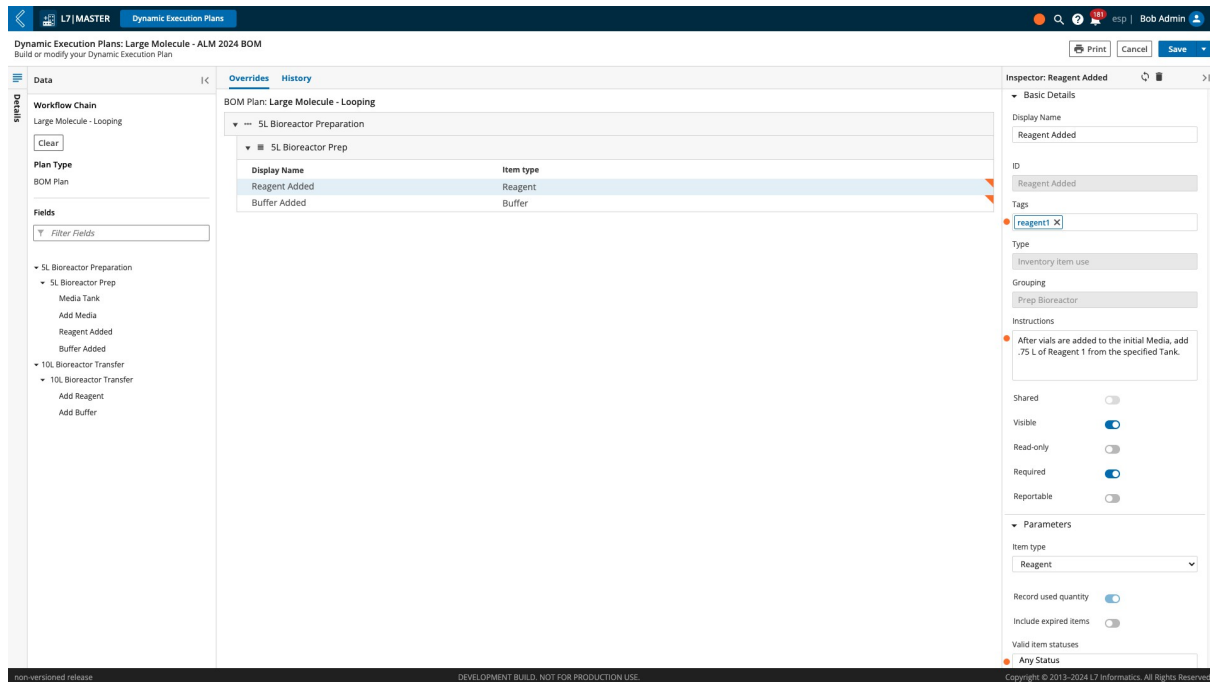 L7|MASTER Dynamic Execution Plans 181 esp | Bob Admin
Dynamic Execution Plans: Large Molecule - ALM 2024 BOM
Build or modify your Dynamic Execution Plan
Print Cancel Save
Details
Data
Workflow Chain
Large Molecule - Looping
Clear
Plan Type
BOM Plan
Fields
Filter Fields
5L Bioreactor Preparation
5L Bioreactor Prep
Media Tank
Add Media
Reagent Added
Buffer Added
10L Bioreactor Transfer
10L Bioreactor Transfer
Add Reagent
Add Buffer
Overrides History
BOM Plan: Large Molecule - Looping
5L Bioreactor Preparation
5L Bioreactor Prep
Display Name Item type
Reagent Added Reagent
Buffer Added Buffer
Inspector: Reagent Added
Basic Details
Display Name
Reagent Added
ID
Reagent Added
Tags
reagent1
Type
Inventory item use
Grouping
Prep Bioreactor
Instructions
After vials are added to the initial Media, add
.75 L of Reagent 1 from the specified Tank.
Shared
Visible
Read-only
Required
Reportable
Parameters
Item type
Reagent
Record used quantity
Include expired items
Valid item statuses
Any Status
non-versioned release DEVELOPMENT BUILD. NOT FOR PRODUCTION USE. Copyright © 2013–2024 L7 Informatics. All Rights Reserved